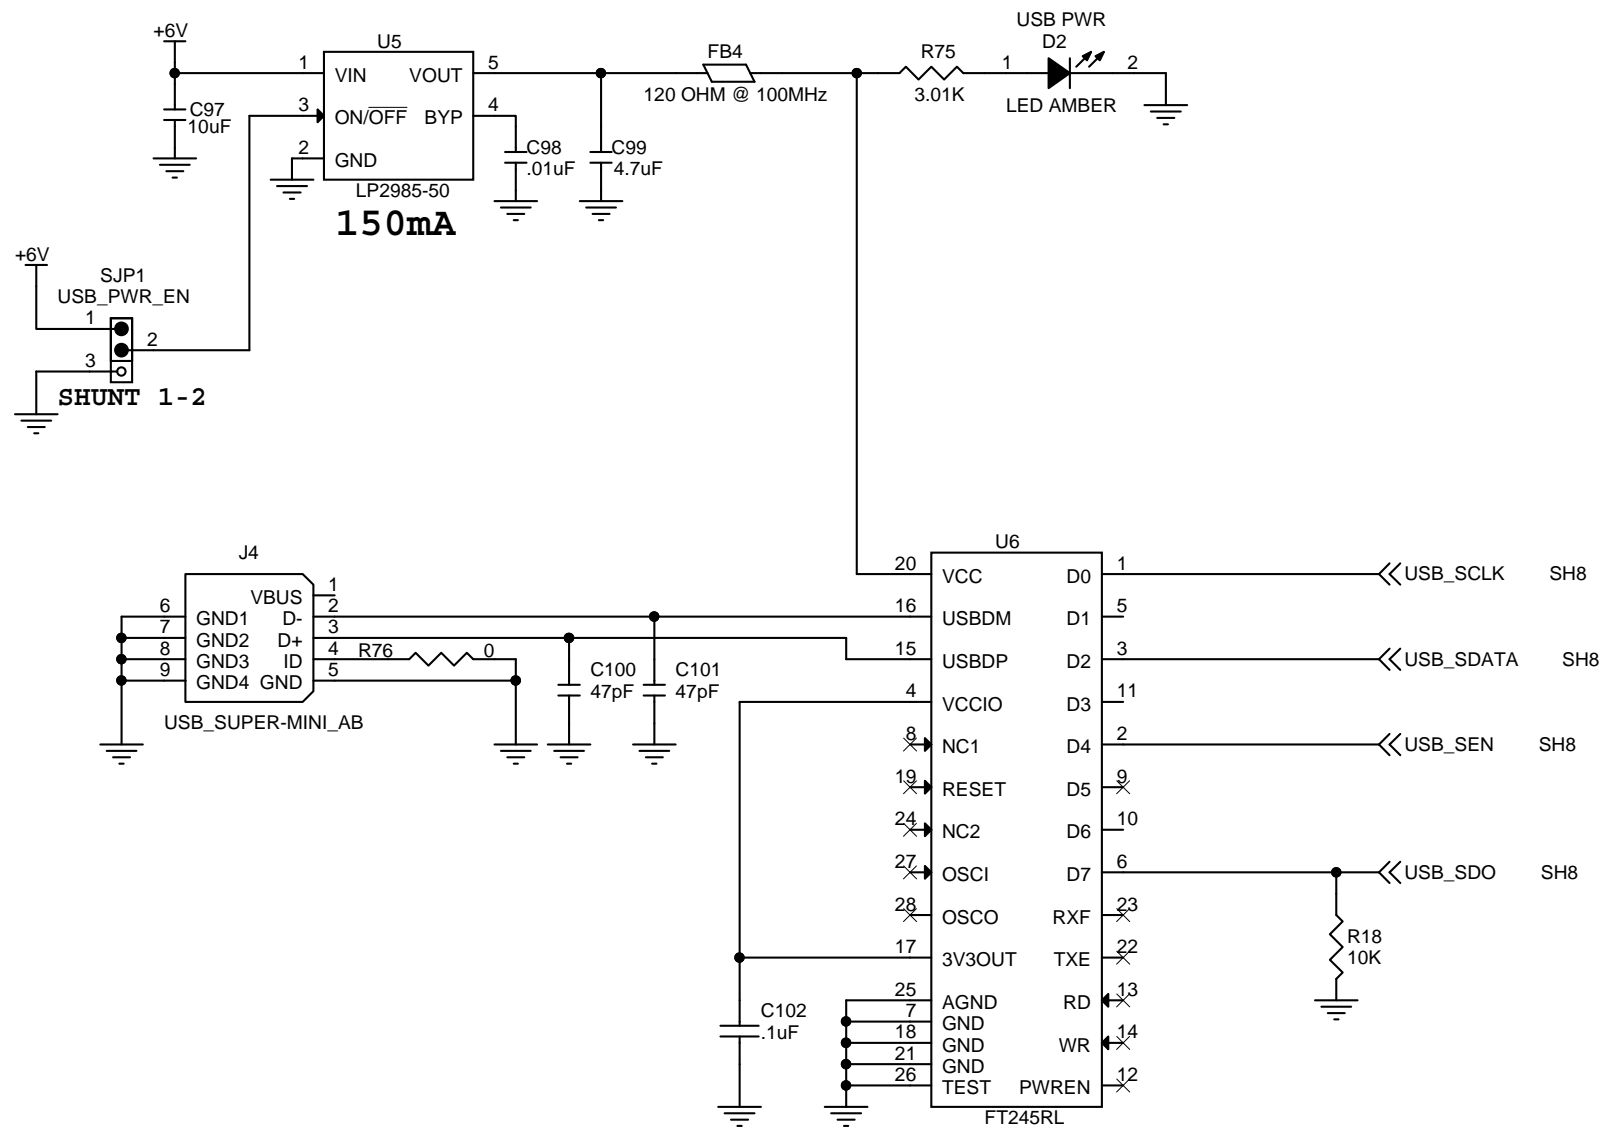 +6V
U5
1
VIN
VOUT
5
3
ON/OFF
BYP
4
2
GND
LP2985-50
150mA
C97
10uF
C98
.01uF
C99
4.7uF
FB4
120 OHM @ 100MHz
R75
3.01K
USB PWR
D2
1
2
LED AMBER
+6V
SJP1
USB_PWR_EN
1
2
3
SHUNT 1-2
J4
VBUS
1
6
GND1
D-
2
7
GND2
D+
3
8
GND3
ID
4
9
GND4
GND
5
R76
0
USB_SUPER-MINI_AB
C100
47pF
C101
47pF
C102
.1uF
U6
20
VCC
D0
1
USB_SCLK
SH8
16
USBDM
D1
5
15
USBDP
D2
3
USB_SDATA
SH8
4
VCCIO
D3
11
8
NC1
D4
2
USB_SEN
SH8
19
RESET
D5
9
24
NC2
D6
10
27
OSCI
D7
6
USB_SDO
SH8
28
OSCO
RXF
23
17
3V3OUT
TXE
22
25
AGND
RD
13
7
GND
18
GND
WR
14
21
GND
26
TEST
PWREN
12
FT245RL
R18
10K